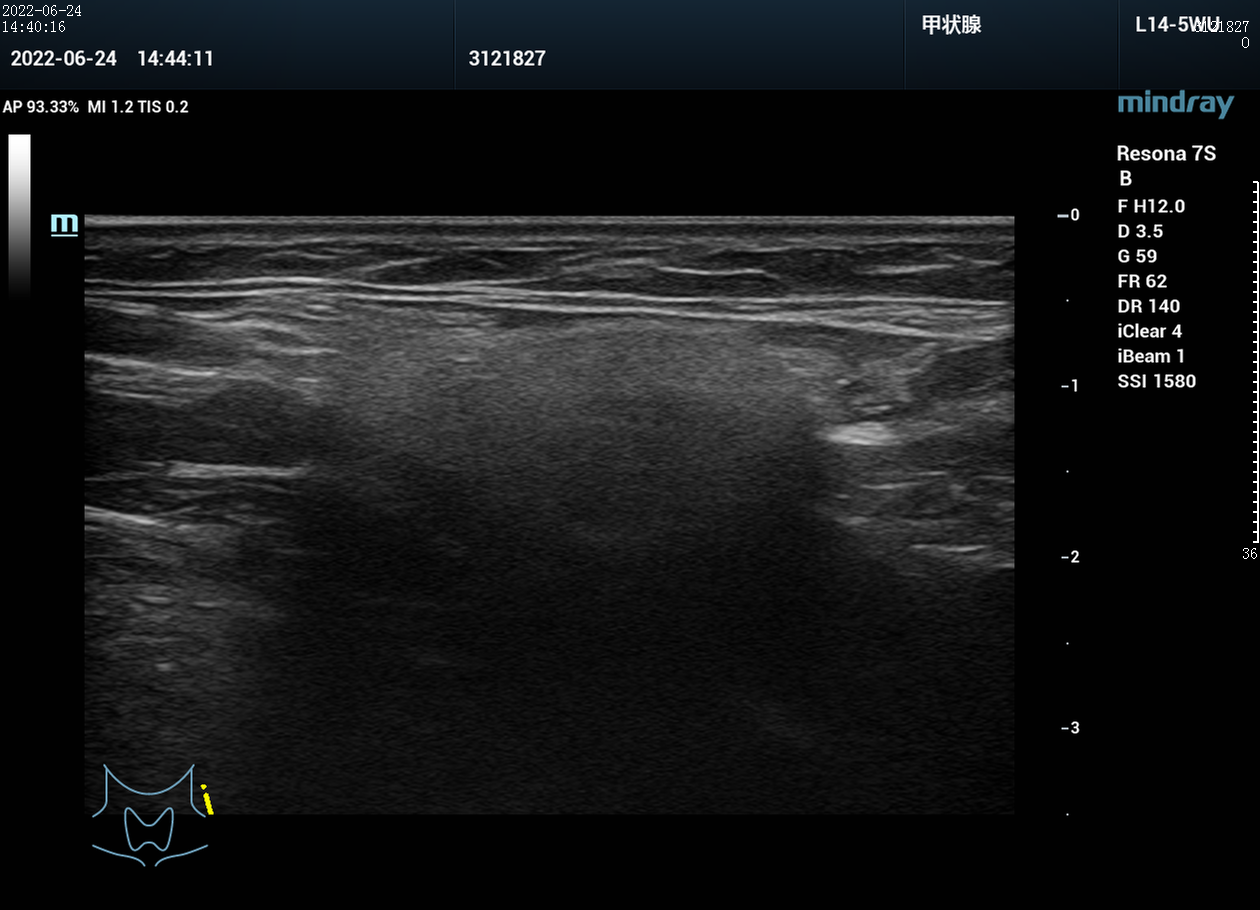 2022-06-24
14:40:16
2022-06-24 14:44:11
3121827
甲状腺
L14-5WU
3121827
0
AP 93.33% MI 1.2 TIS 0.2
mindray
Resona 7S
B
F H12.0
D 3.5
G 59
FR 62
DR 140
iClear 4
iBeam 1
SSI 1580
m
0
1
2
3
36